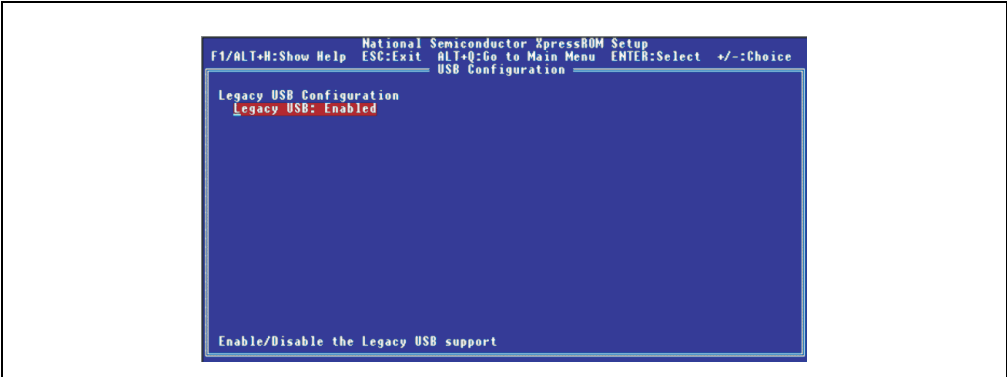 National Semiconductor XpressROM Setup
F1/ALT+H:Show Help ESC:Exit ALT+Q:Go to Main Menu ENTER:Select +/-:Choice
USB Configuration
Legacy USB Configuration
Legacy USB: Enabled
Enable/Disable the Legacy USB support